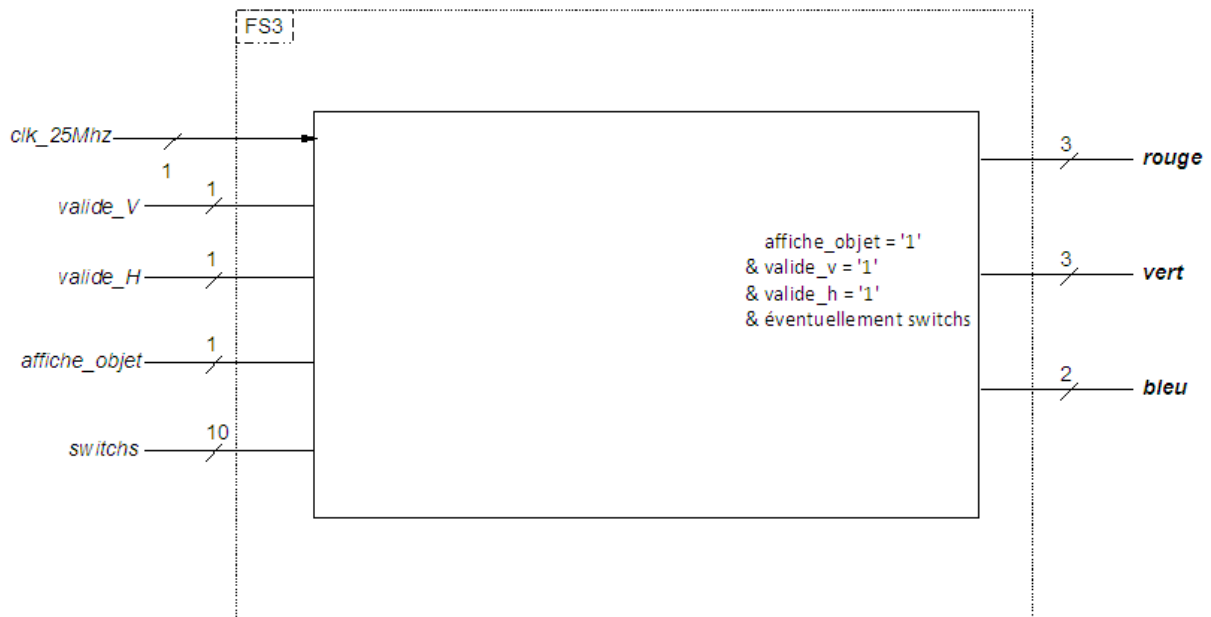 FS3
clk_25Mhz
1
valide_V
1
valide_H
1
affiche_objet
1
switchs
10
affiche_objet = '1'
& valide_v = '1'
& valide_h = '1'
& éventuellement switchs
3
rouge
3
vert
2
bleu